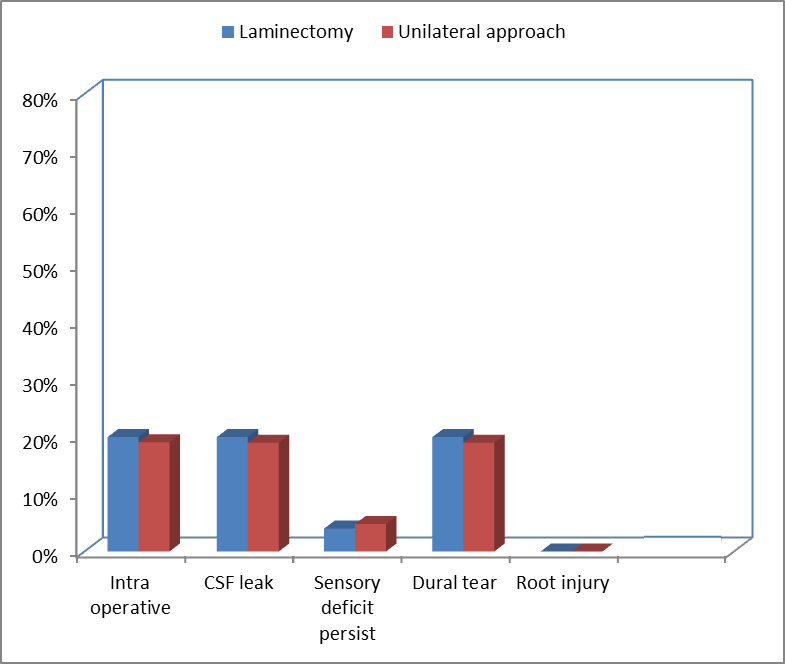 Laminectomy Unilateral approach
80%
70%
60%
50%
40%
30%
20%
10%
0%
Intra
operative
CSF leak
Sensory
deficit
persist
Dural tear
Root injury